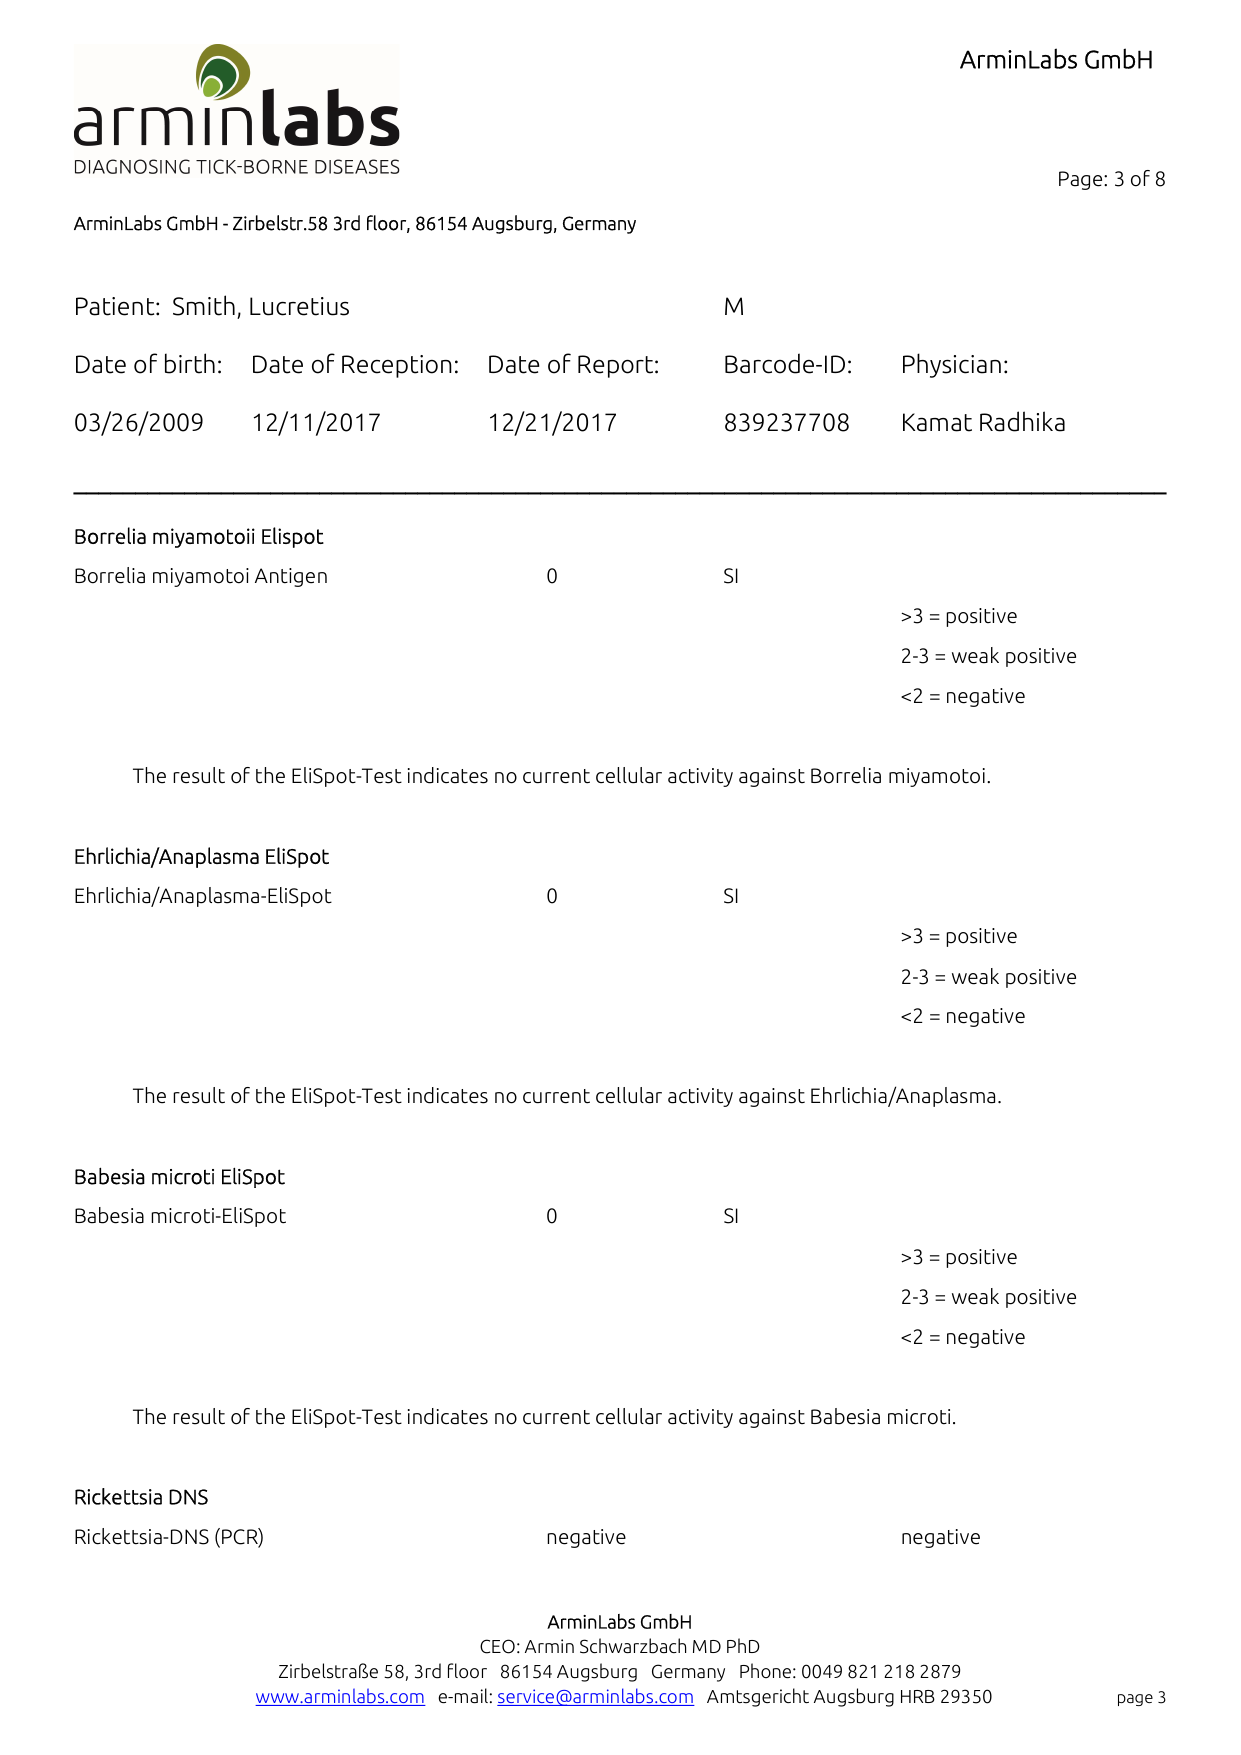 arminlabs
DIAGNOSING TICK-BORNE DISEASES
ArminLabs GmbH
Page: 3 of 8
ArminLabs GmbH - Zirbelstr.58 3rd floor, 86154 Augsburg, Germany
Patient: Smith, Lucretius M
Date of birth: Date of Reception: Date of Report: Barcode-ID: Physician:
03/26/2009 12/11/2017 12/21/2017 839237708 Kamat Radhika
Borrelia miyamotoii Elispot
Borrelia miyamotoi Antigen 0 SI
>3 = positive
2-3 = weak positive
<2 = negative
The result of the EliSpot-Test indicates no current cellular activity against Borrelia miyamotoi.
Ehrlichia/Anaplasma EliSpot
Ehrlichia/Anaplasma-EliSpot 0 SI
>3 = positive
2-3 = weak positive
<2 = negative
The result of the EliSpot-Test indicates no current cellular activity against Ehrlichia/Anaplasma.
Babesia microti EliSpot
Babesia microti-EliSpot 0 SI
>3 = positive
2-3 = weak positive
<2 = negative
The result of the EliSpot-Test indicates no current cellular activity against Babesia microti.
Rickettsia DNS
Rickettsia-DNS (PCR) negative negative
ArminLabs GmbH
CEO: Armin Schwarzbach MD PhD
Zirbelstraße 58, 3rd floor 86154 Augsburg Germany Phone: 0049 821 218 2879
www.arminlabs.com e-mail: service@arminlabs.com Amtsgericht Augsburg HRB 29350 page 3